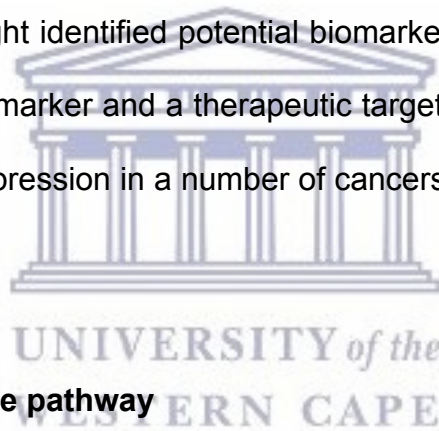 ght identified potential biomarke
marker and a therapeutic target
pression in a number of cancers
UNIVERSITY of the
e pathway
WESTERN CAPE